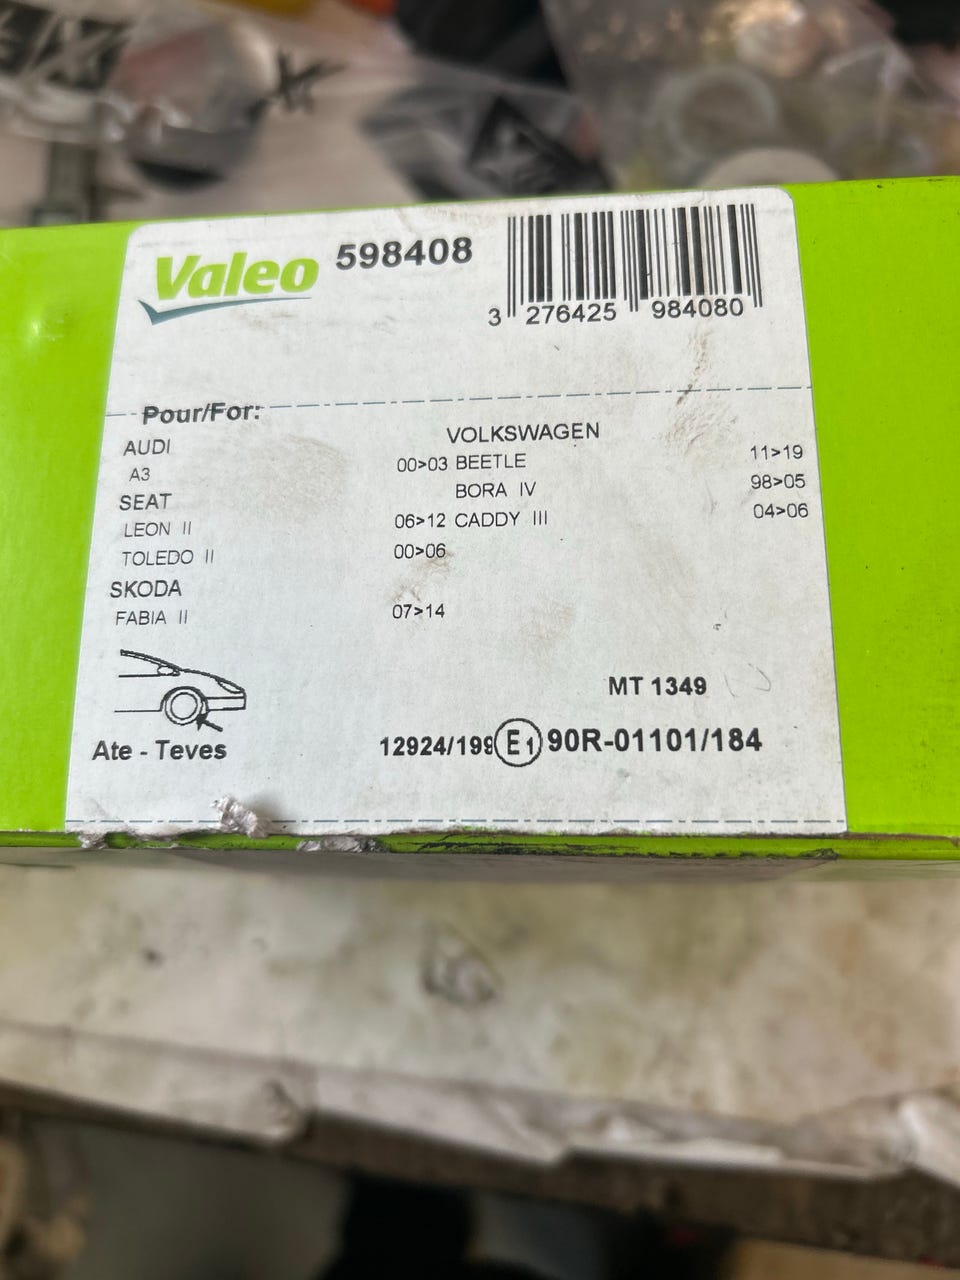 Valeo 598408
3 276425 984080
Pour/For:
AUDI
A3 00>03
SEAT
LEON II 06>12
TOLEDO II 00>06
SKODA
FABIA II 07>14
VOLKSWAGEN
BEETLE 11>19
BORA IV 98>05
CADDY III 04>06
Ate - Teves
MT 1349
12924/199 E1 90R-01101/184